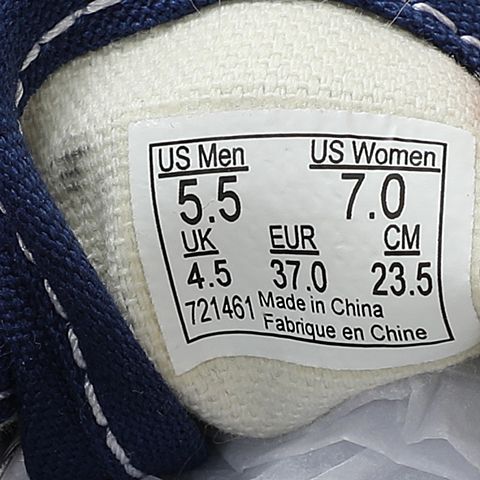 US Men US Women
5.5 7.0
UK EUR CM
4.5 37.0 23.5
721461 Made in China
Fabrique en Chine